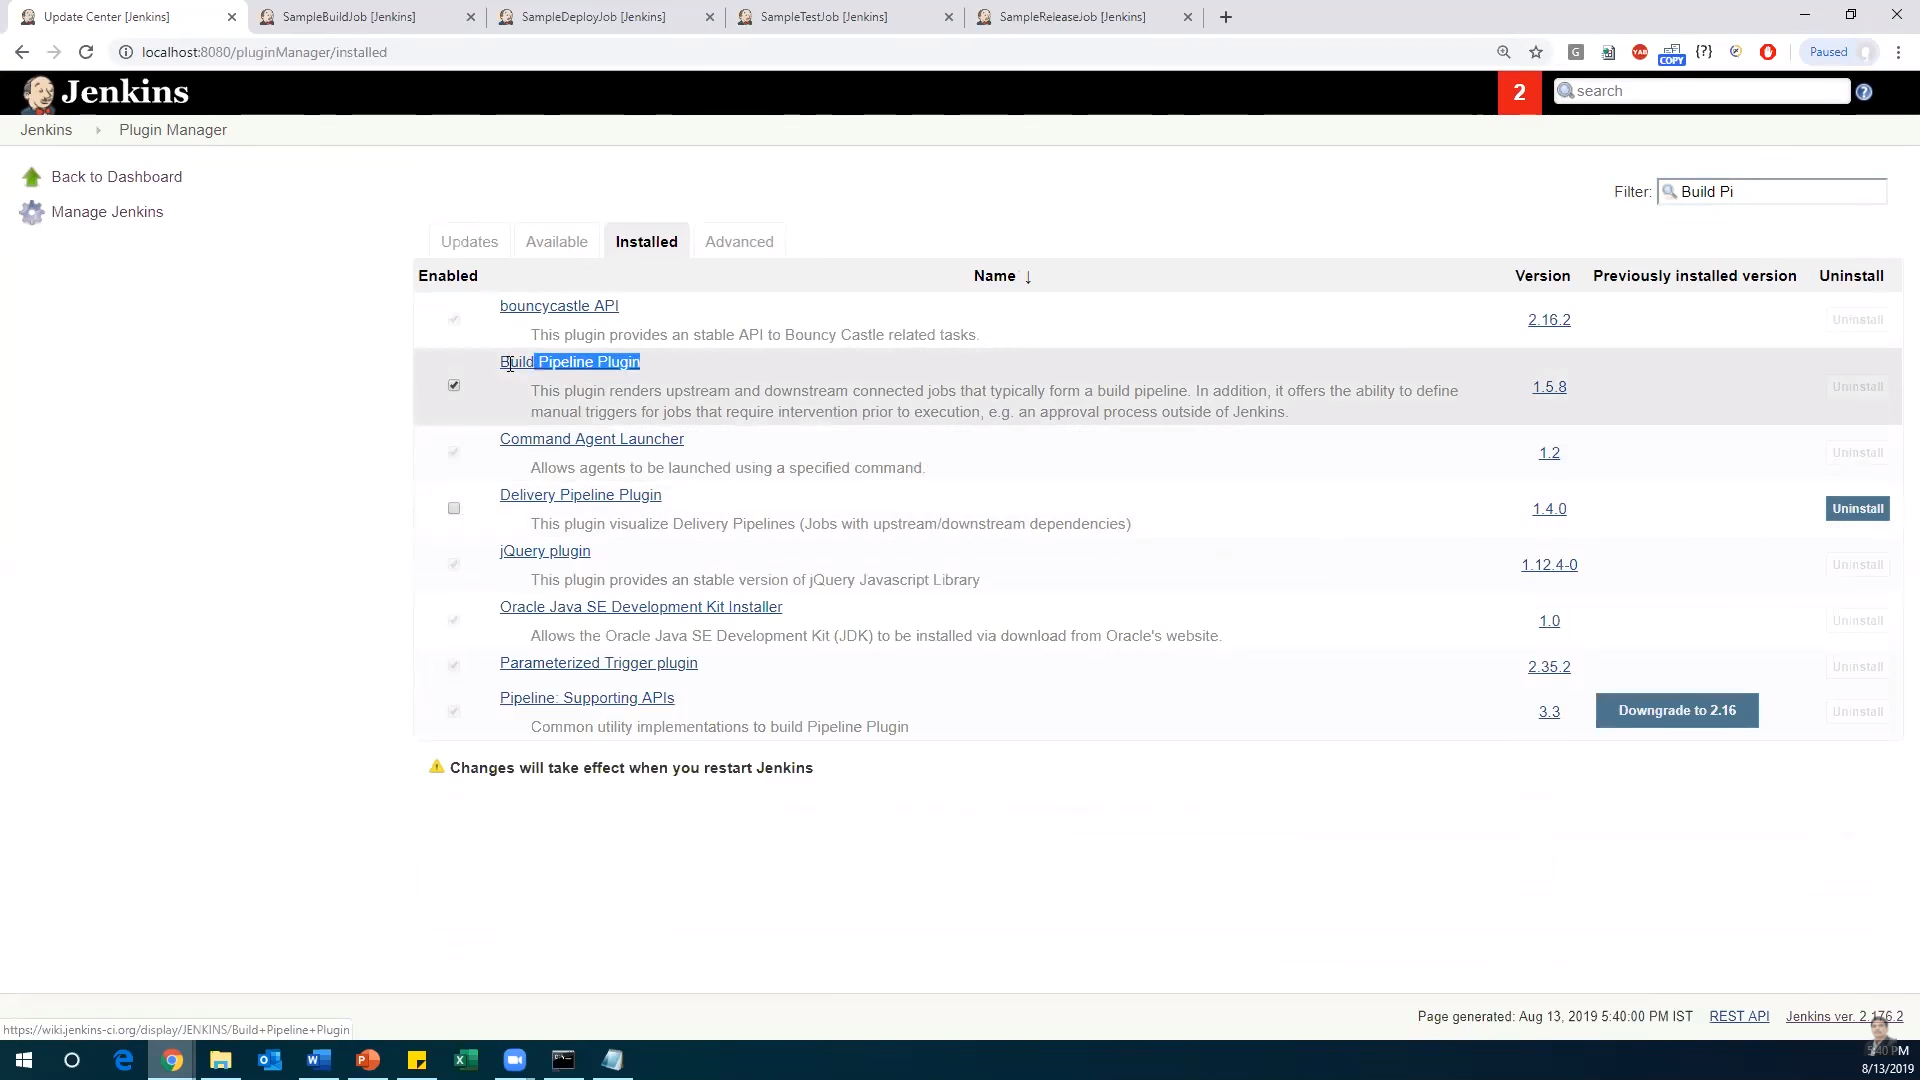 Update Center [Jenkins]
SampleBuildJob [Jenkins]
SampleDeployJob [Jenkins]
SampleTestJob [Jenkins]
SampleReleaseJob [Jenkins]
localhost:8080/pluginManager/installed
G
YAB
COPY
{?}
Paused
Jenkins
2
search
?
Jenkins
Plugin Manager
Back to Dashboard
Manage Jenkins
Filter: Build Pi
Updates
Available
Installed
Advanced
Enabled Name ↓ Version Previously installed version Uninstall
bouncycastle API
This plugin provides an stable API to Bouncy Castle related tasks.
2.16.2
Uninstall
Build Pipeline Plugin
This plugin renders upstream and downstream connected jobs that typically form a build pipeline. In addition, it offers the ability to define
manual triggers for jobs that require intervention prior to execution, e.g. an approval process outside of Jenkins.
1.5.8
Uninstall
Command Agent Launcher
Allows agents to be launched using a specified command.
1.2
Uninstall
Delivery Pipeline Plugin
This plugin visualize Delivery Pipelines (Jobs with upstream/downstream dependencies)
1.4.0
Uninstall
jQuery plugin
This plugin provides an stable version of jQuery Javascript Library
1.12.4-0
Uninstall
Oracle Java SE Development Kit Installer
Allows the Oracle Java SE Development Kit (JDK) to be installed via download from Oracle's website.
1.0
Uninstall
Parameterized Trigger plugin
2.35.2
Uninstall
Pipeline: Supporting APIs
Common utility implementations to build Pipeline Plugin
3.3
Downgrade to 2.16
Uninstall
Changes will take effect when you restart Jenkins
Page generated: Aug 13, 2019 5:40:00 PM IST REST API Jenkins ver. 2.176.2
https://wiki.jenkins-ci.org/display/JENKINS/Build+Pipeline+Plugin
5:40 PM
8/13/2019